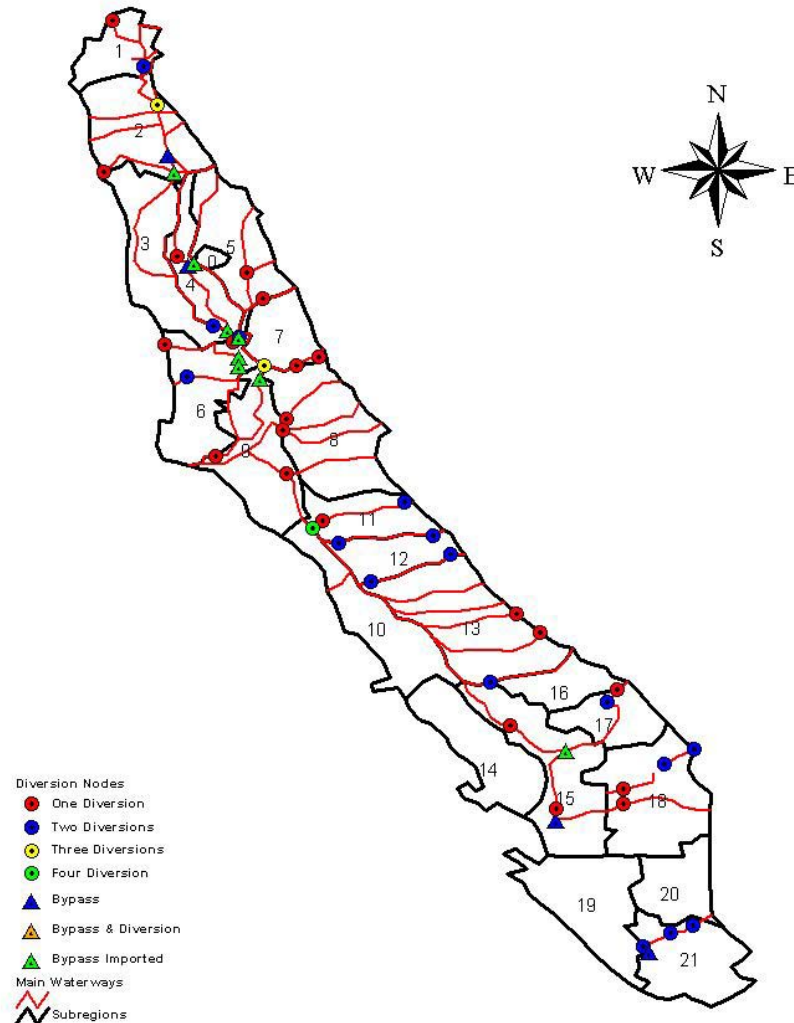 1
N
2
W
E
S
3
5
0
4
7
6
8
9
11
12
10
13
16
17
14
15
18
19
20
21
Diversion Nodes
One Diversion
Two Diversions
Three Diversions
Four Diversion
Bypass
Bypass & Diversion
Bypass Imported
Main Waterways
Subregions